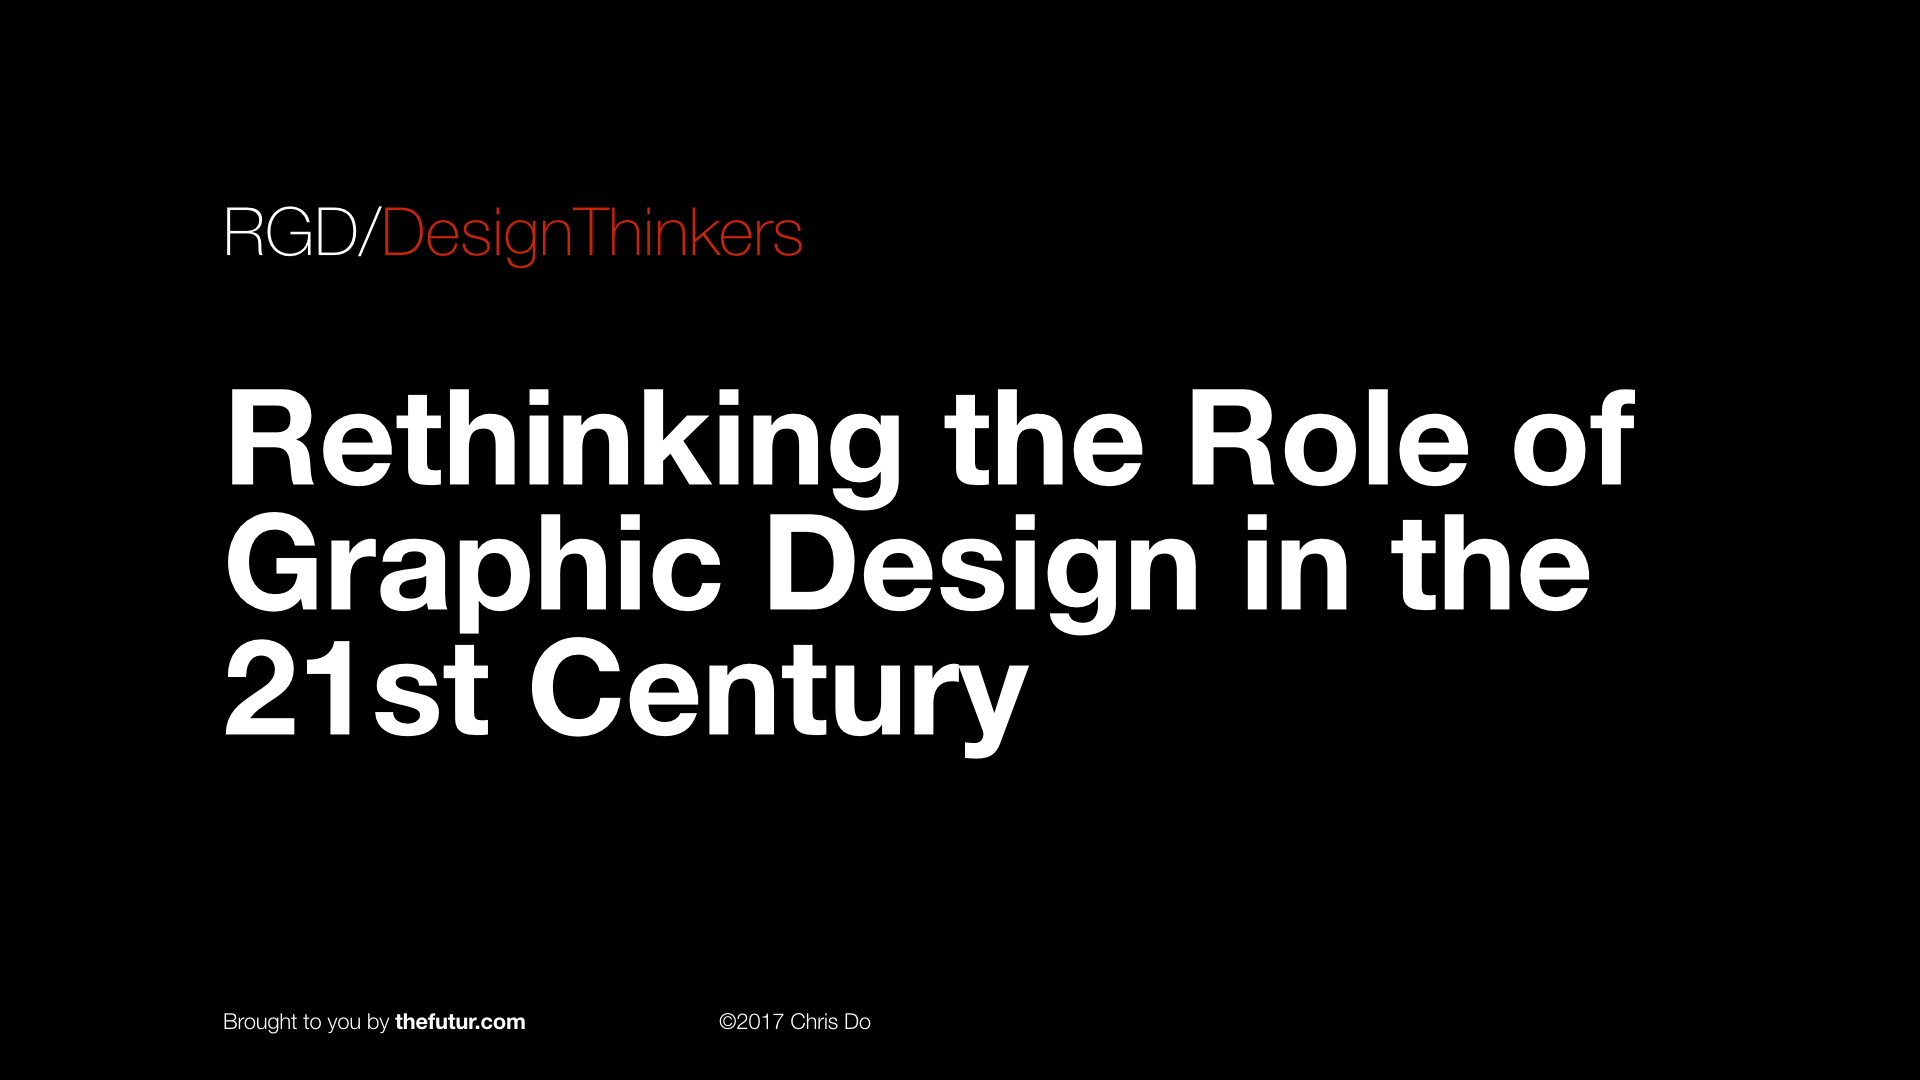 RGD/DesignThinkers
Rethinking the Role of
Graphic Design in the
21st Century
Brought to you by thefutur.com
©2017 Chris Do